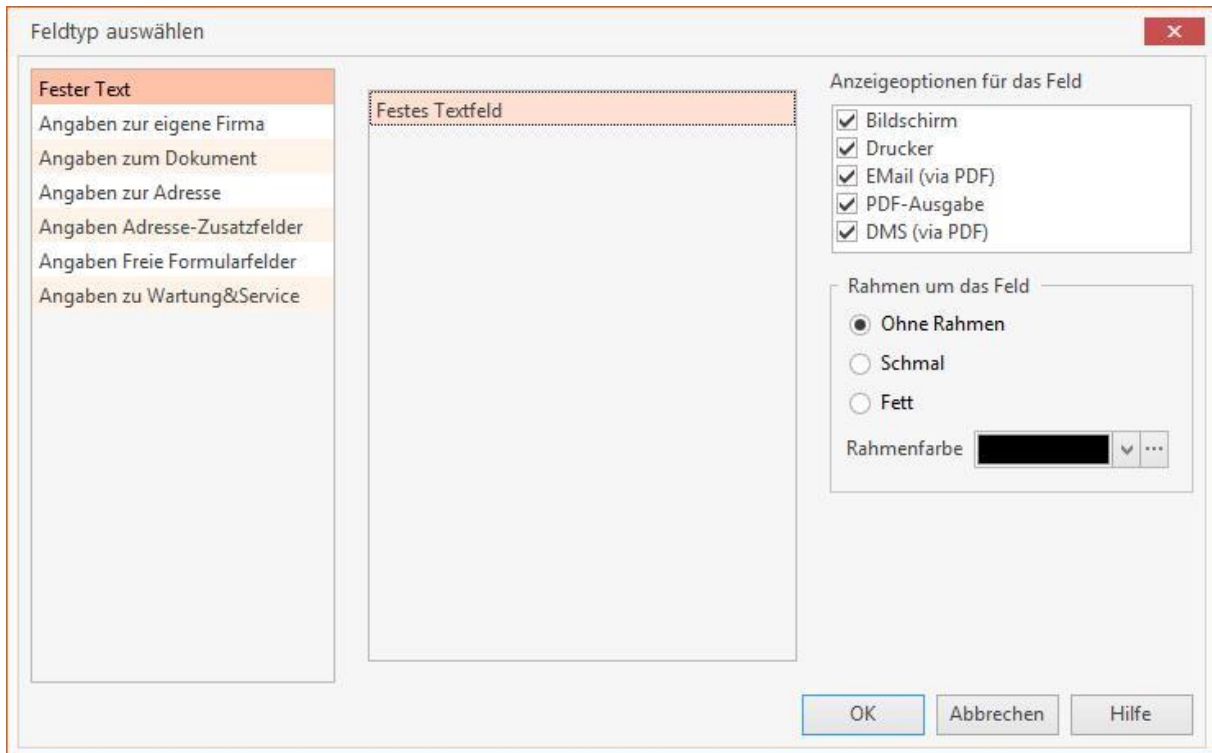 Feldtyp auswählen
Fester Text
Angaben zur eigene Firma
Angaben zum Dokument
Angaben zur Adresse
Angaben Adresse-Zusatzfelder
Angaben Freie Formularfelder
Angaben zu Wartung&Service
Festes Textfeld
Anzeigeoptionen für das Feld
Bildschirm
Drucker
EMail (via PDF)
PDF-Ausgabe
DMS (via PDF)
Rahmen um das Feld
Ohne Rahmen
Schmal
Fett
Rahmenfarbe
OK Abbrechen Hilfe